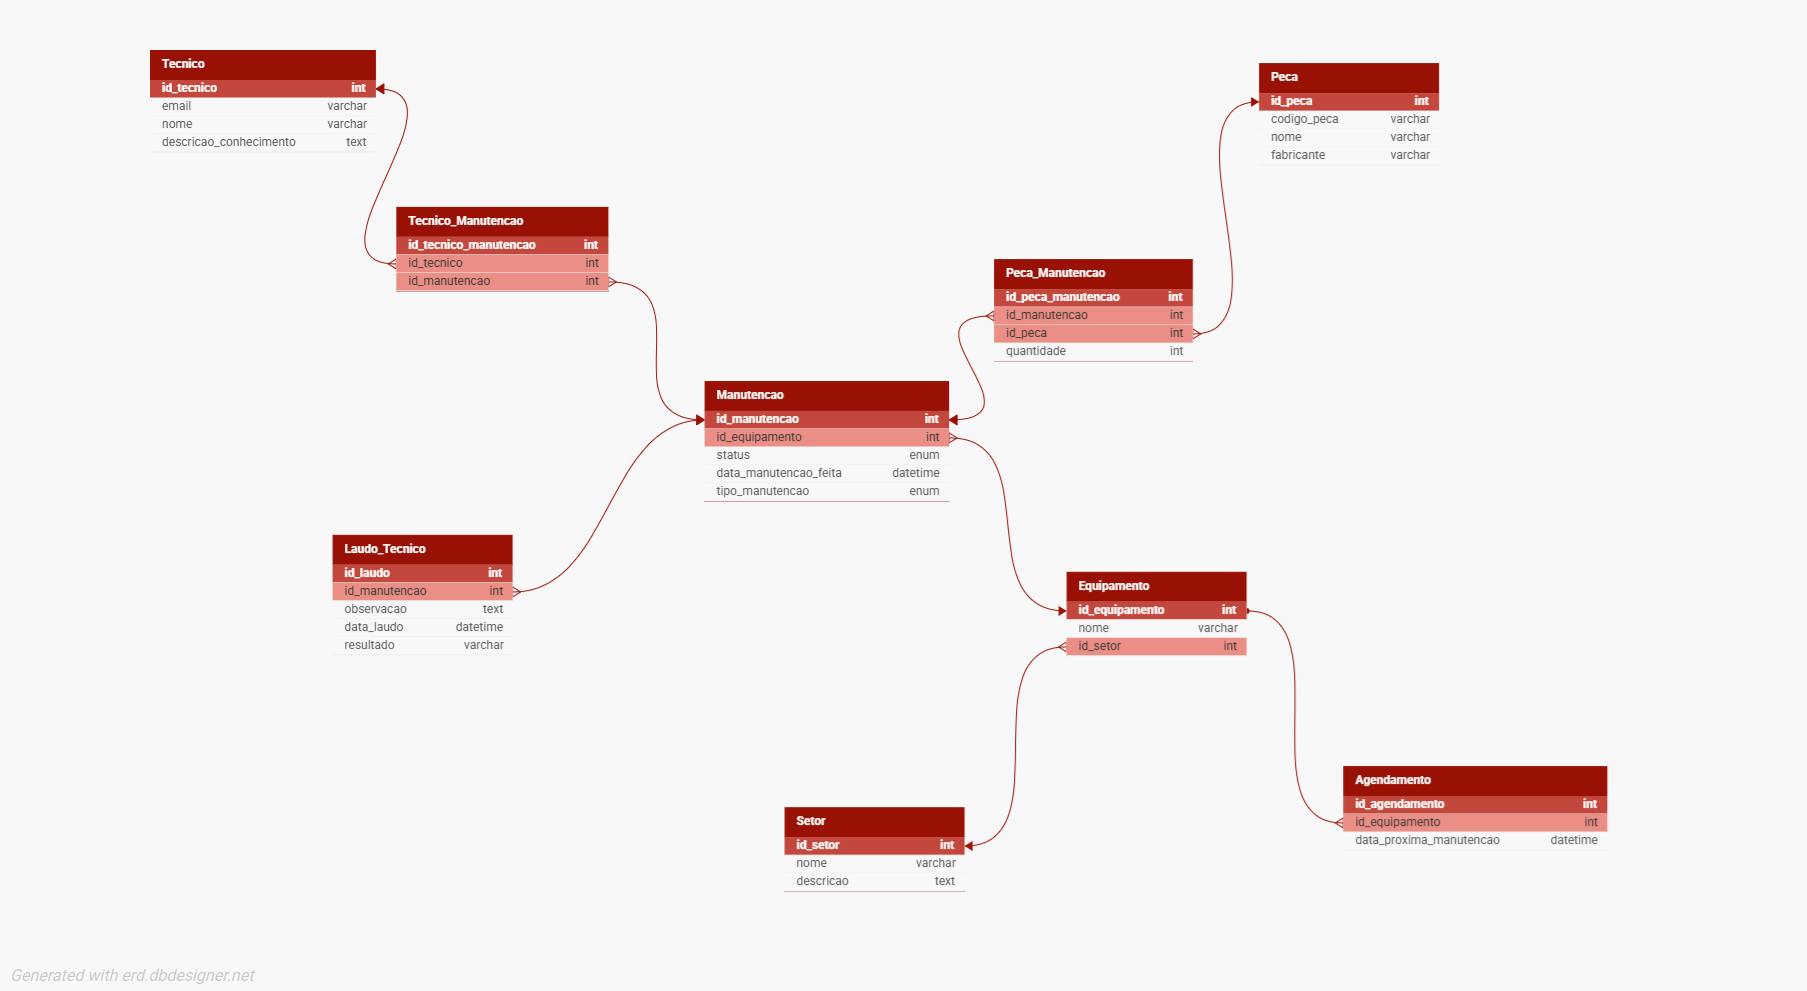 Tecnico
id_tecnico int
email varchar
nome varchar
descricao_conhecimento text
Peca
id_peca int
codigo_peca varchar
nome varchar
fabricante varchar
Tecnico_Manutencao
id_tecnico_manutencao int
id_tecnico int
id_manutencao int
Peca_Manutencao
id_peca_manutencao int
id_manutencao int
id_peca int
quantidade int
Manutencao
id_manutencao int
id_equipamento int
status enum
data_manutencao_feita datetime
tipo_manutencao enum
Laudo_Tecnico
id_laudo int
id_manutencao int
observacao text
data_laudo datetime
resultado varchar
Equipamento
id_equipamento int
nome varchar
id_setor int
Agendamento
id_agendamento int
id_equipamento int
data_proxima_manutencao datetime
Setor
id_setor int
nome varchar
descricao text
Generated with erd.dbdesigner.net